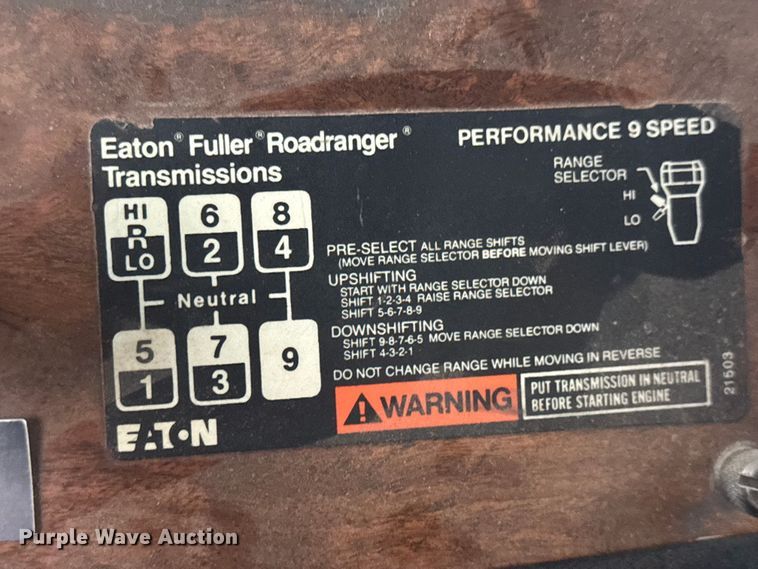 Eaton® Fuller® Roadranger®
Transmissions
PERFORMANCE 9 SPEED
RANGE
SELECTOR
HI
LO
HI 6 8
R
LO 2 4
Neutral
5 7 9
1 3
PRE-SELECT ALL RANGE SHIFTS
(MOVE RANGE SELECTOR BEFORE MOVING SHIFT LEVER)
UPSHIFTING
START WITH RANGE SELECTOR DOWN
SHIFT 1-2-3-4 RAISE RANGE SELECTOR
SHIFT 5-6-7-8-9
DOWNSHIFTING
SHIFT 9-8-7-6-5 MOVE RANGE SELECTOR DOWN
SHIFT 4-3-2-1
DO NOT CHANGE RANGE WHILE MOVING IN REVERSE
WARNING
PUT TRANSMISSION IN NEUTRAL
BEFORE STARTING ENGINE
21503
EATON
Purple Wave Auction